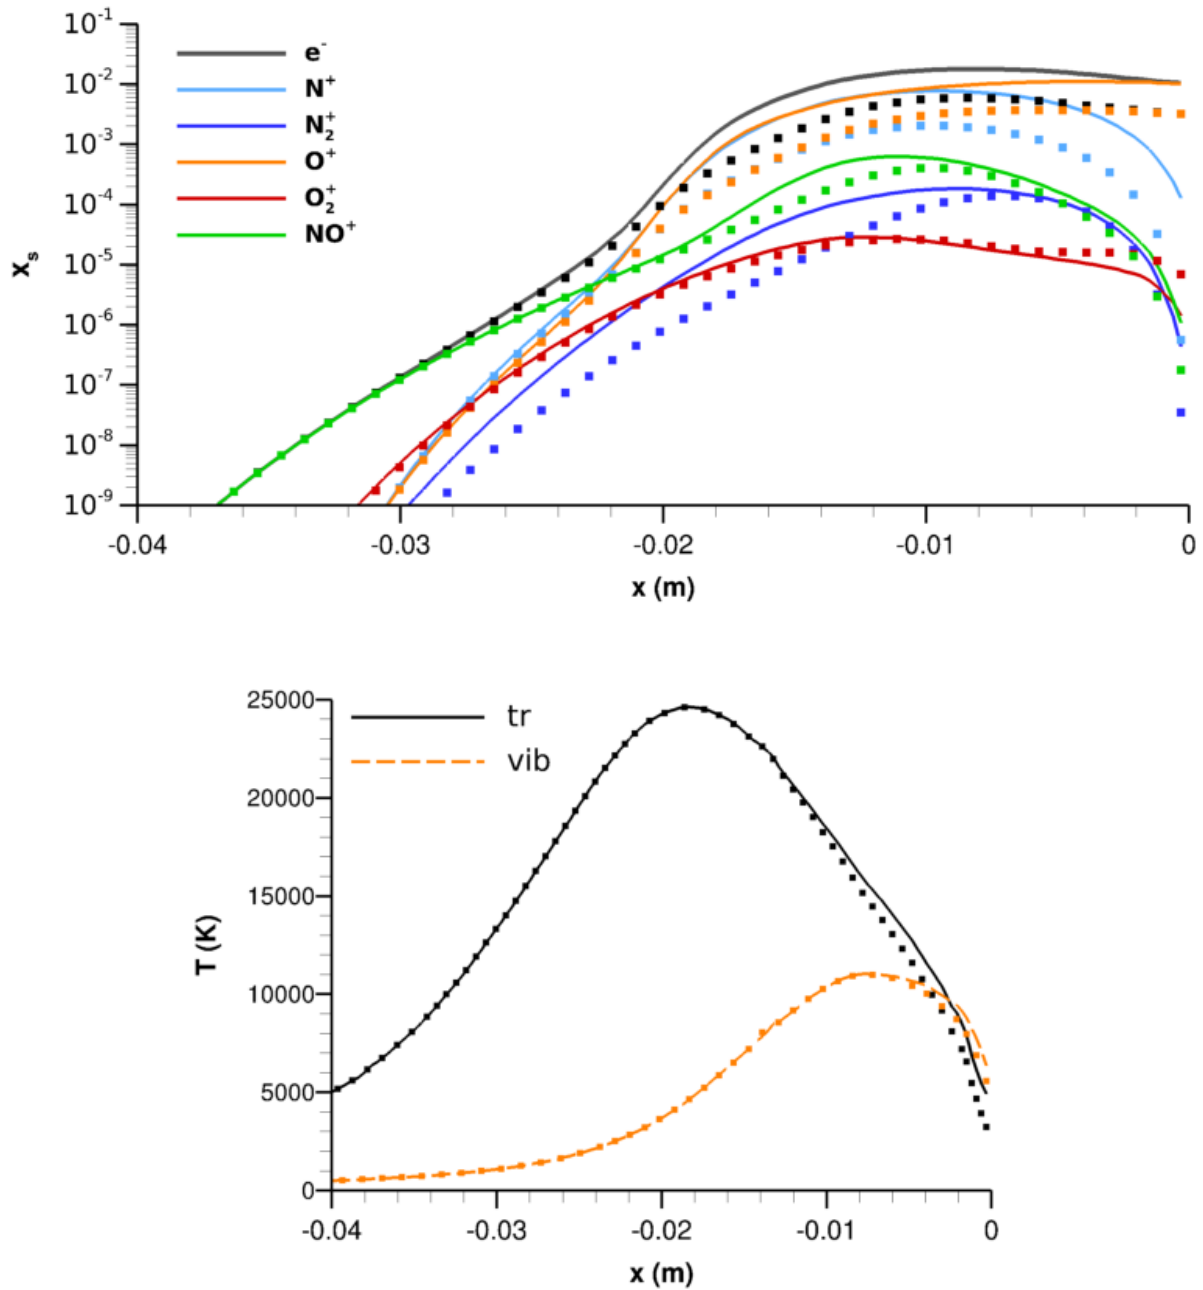 10⁻¹
10⁻²
10⁻³
10⁻⁴
10⁻⁵
10⁻⁶
10⁻⁷
10⁻⁸
10⁻⁹
Xₛ
e⁻
N⁺
N₂⁺
O⁺
O₂⁺
NO⁺
-0.04 -0.03 -0.02 -0.01 0
x (m)
25000
20000
15000
10000
5000
0
T (K)
tr
vib
-0.04 -0.03 -0.02 -0.01 0
x (m)